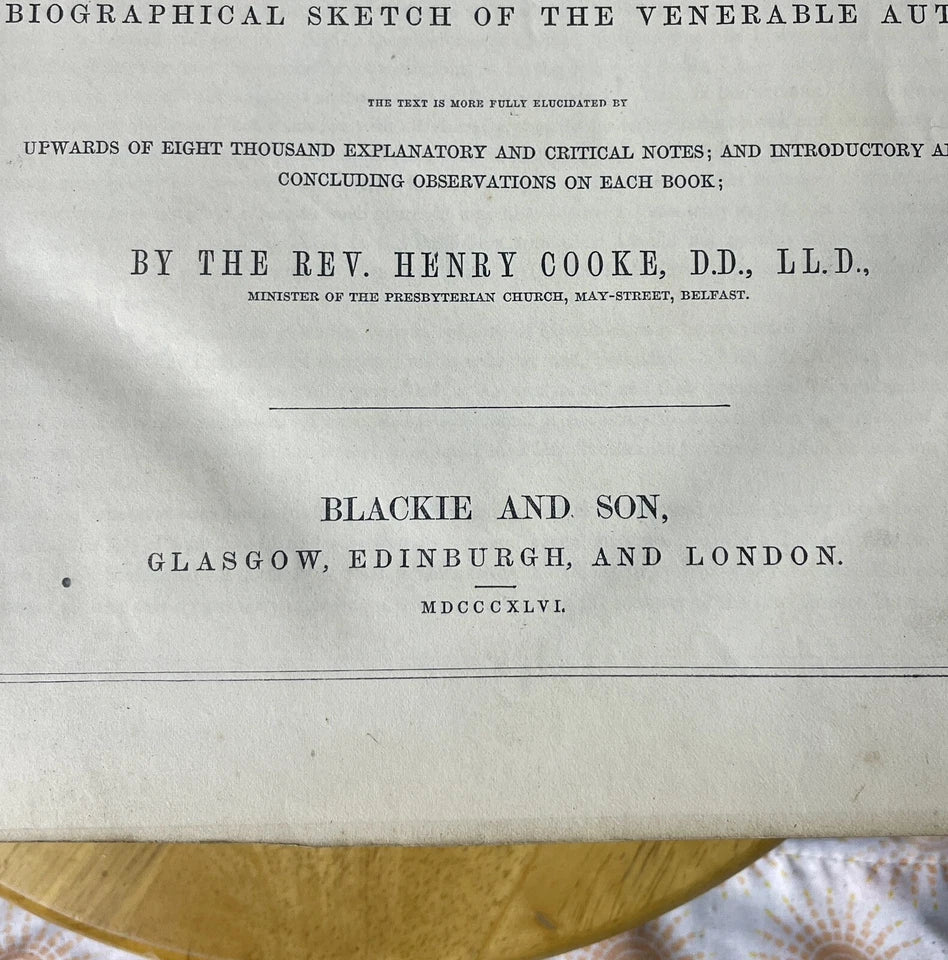 BIOGRAPHICAL SKETCH OF THE VENERABLE
THE TEXT IS MORE FULLY ELUCIDATED BY
UPWARDS OF EIGHT THOUSAND EXPLANATORY AND CRITICAL NOTES; AND INTRODUCTORY
CONCLUDING OBSERVATIONS ON EACH BOOK;
BY THE REV. HENRY COOKE, D.D., LL.D.,
MINISTER OF THE PRESBYTERIAN CHURCH, MAY-STREET, BELFAST.
BLACKIE AND SON,
GLASGOW, EDINBURGH, AND LONDON.
MDCCCXLVI.